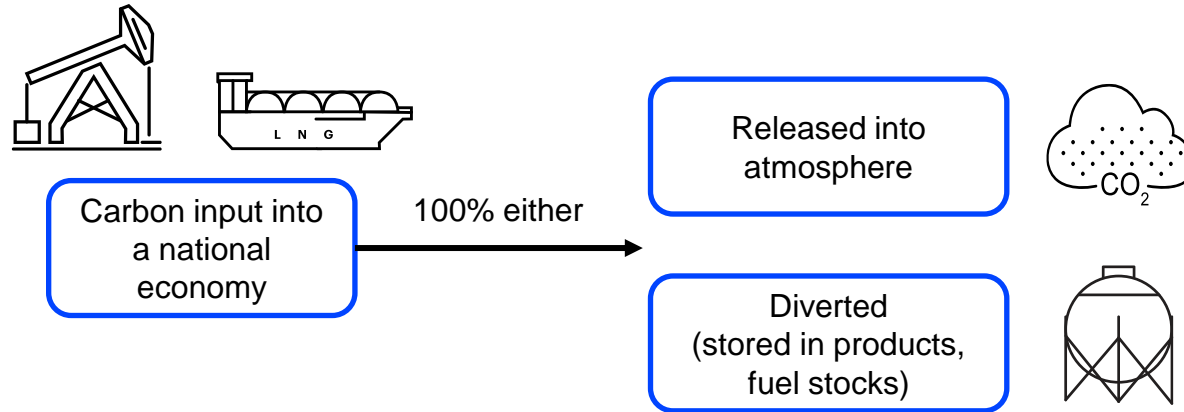 L N G
Carbon input into
a national
economy
100% either
Released into
atmosphere
CO2
Diverted
(stored in products,
fuel stocks)